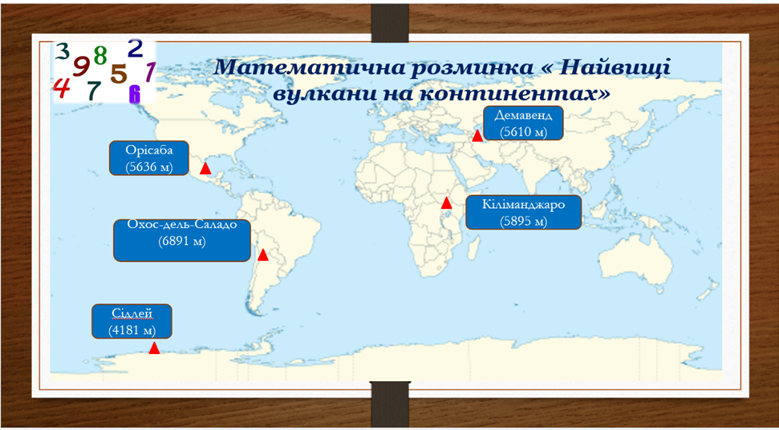 3 9 8 5 2 1
4 7 6
Математична розминка « Найвищі
вулкани на континентах»
Демавенд
(5610 м)
Орісаба
(5636 м)
Кіліманджаро
(5895 м)
Охос-дель-Саладо
(6891 м)
Сідлей
(4181 м)